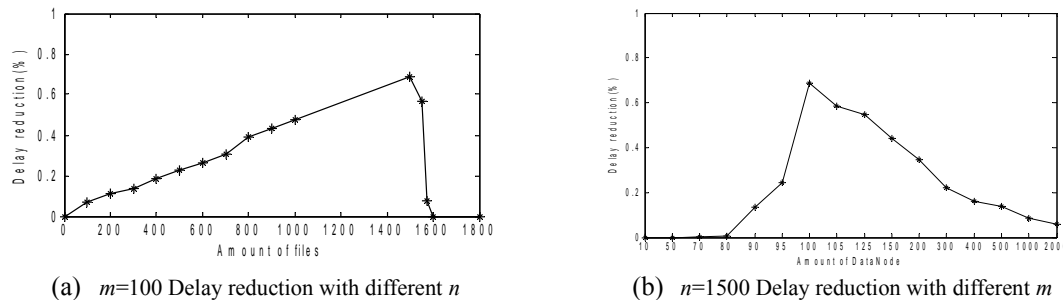 1
0.8
0.6
0.4
0.2
0
Delay reduction(%)
0 200 400 600 800 1000 1200 1400 1600 1800
Amount of files
(a) m=100 Delay reduction with different n
1
0.8
0.6
0.4
0.2
0
Delay reduction(%)
10 50 70 80 90 95 100 105 125 150 200 300 400 500 1000 200
Amount of DataNode
(b) n=1500 Delay reduction with different m